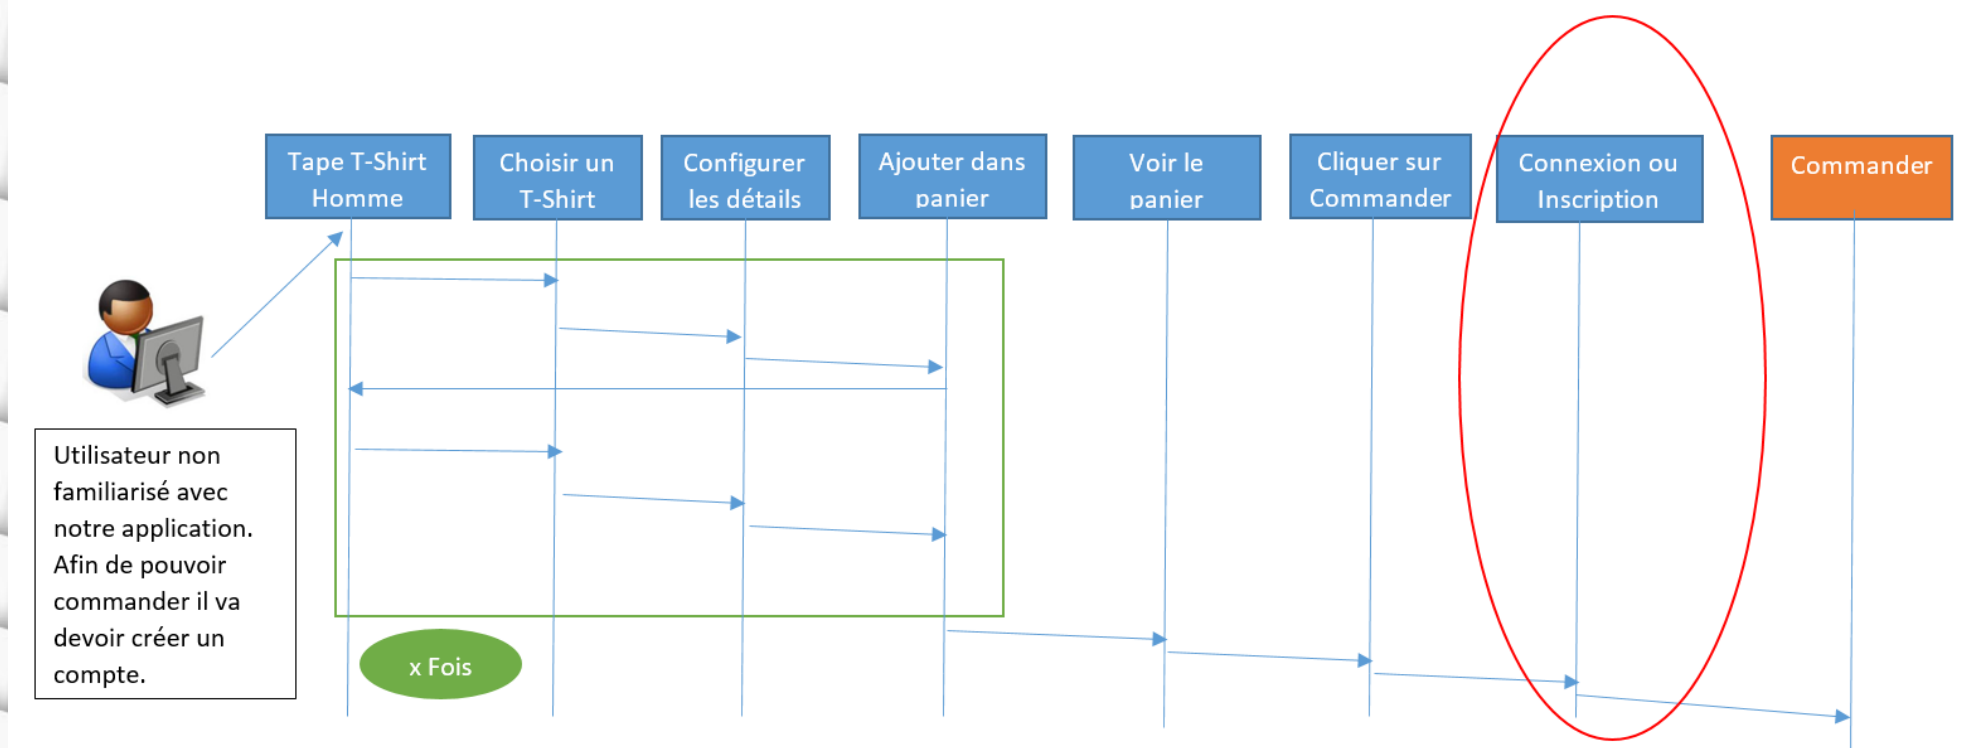 Tape T-Shirt
Homme
Choisir un
T-Shirt
Configurer
les détails
Ajouter dans
panier
Voir le
panier
Cliquer sur
Commander
Connexion ou
Inscription
Commander
Utilisateur non
familiarisé avec
notre application.
Afin de pouvoir
commander il va
devoir créer un
compte.
x Fois